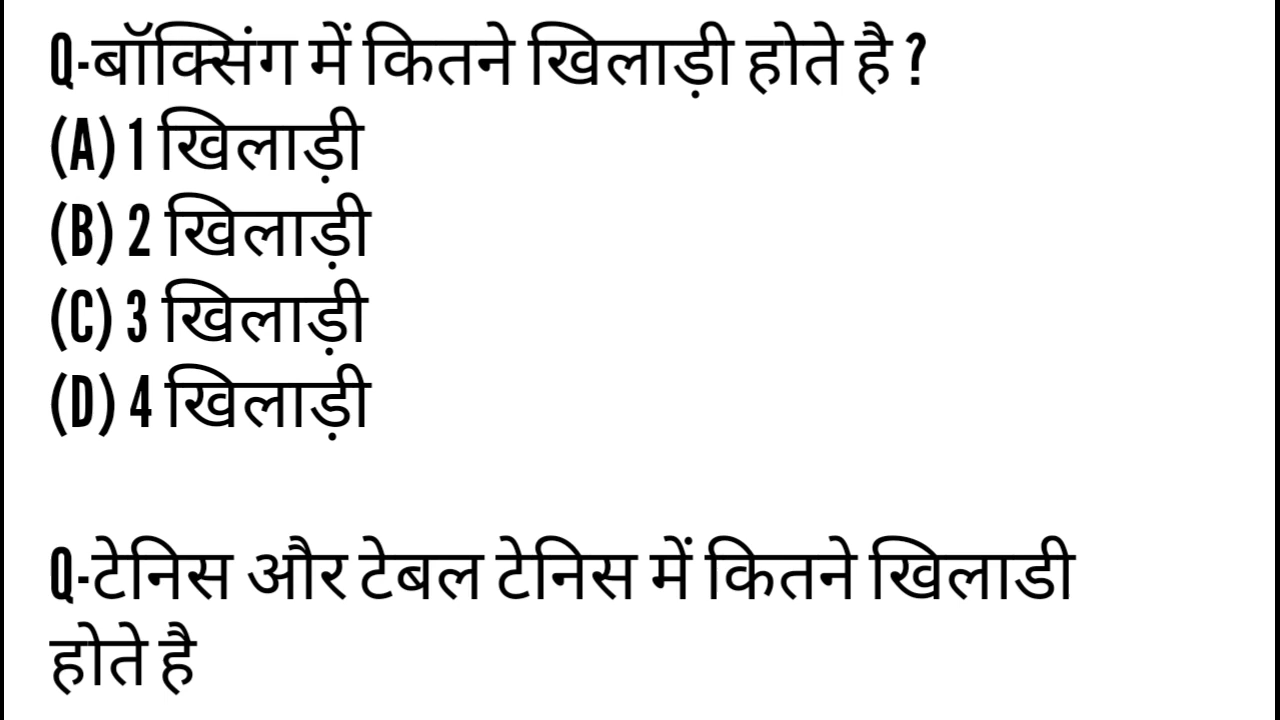 Q-बॉक्सिंग में कितने खिलाड़ी होते है ?
(A) 1 खिलाड़ी
(B) 2 खिलाड़ी
(C) 3 खिलाड़ी
(D) 4 खिलाड़ी
Q-टेनिस और टेबल टेनिस में कितने खिलाडी
होते है